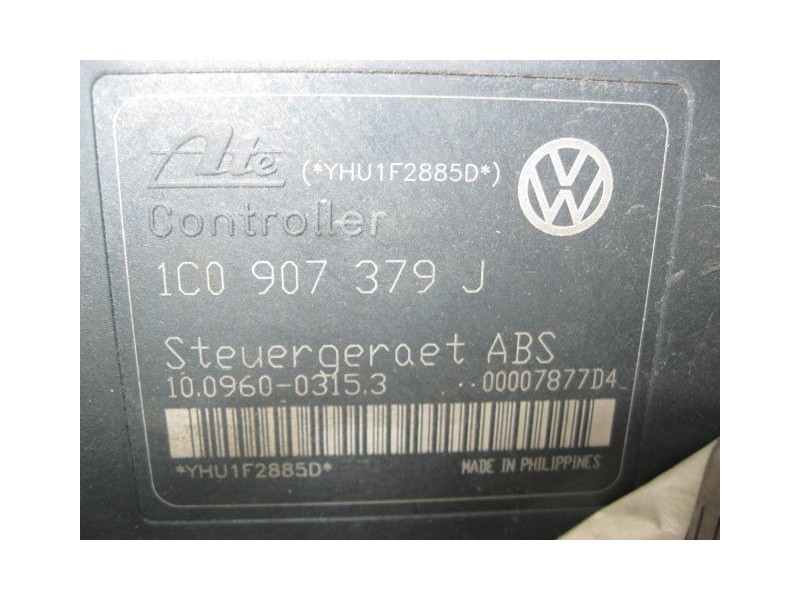 Ate (*YHU1F2885D*)
Controller
1C0 907 379 J
Steuergeraet ABS
10.0960-0315.3 00007877D4
*YHU1F2885D* MADE IN PHILIPPINES